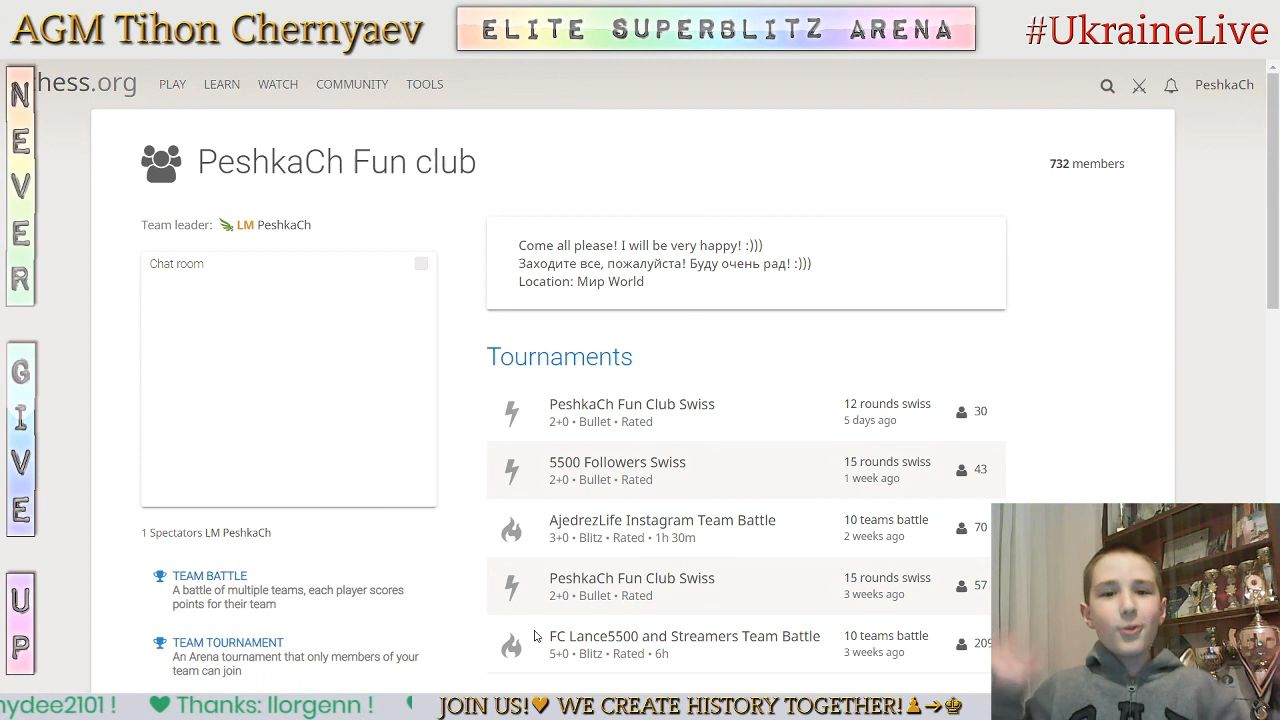 AGM Tihon Chernyaev
ELITE SUPERBLITZ ARENA
#UkraineLive
NEVER
GIVE
UP
hess.org
PLAY LEARN WATCH COMMUNITY TOOLS
PeshkaCh
PeshkaCh Fun club
732 members
Team leader: LM PeshkaCh
Chat room
Come all please! I will be very happy! :)))
Заходите все, пожалуйста! Буду очень рад! :)))
Location: Мир World
Tournaments
PeshkaCh Fun Club Swiss
2+0 • Bullet • Rated
12 rounds swiss
5 days ago
30
5500 Followers Swiss
2+0 • Bullet • Rated
15 rounds swiss
1 week ago
43
AjedrezLife Instagram Team Battle
3+0 • Blitz • Rated • 1h 30m
10 teams battle
2 weeks ago
70
PeshkaCh Fun Club Swiss
2+0 • Bullet • Rated
15 rounds swiss
3 weeks ago
57
FC Lance5500 and Streamers Team Battle
5+0 • Blitz • Rated • 6h
10 teams battle
3 weeks ago
209
1 Spectators LM PeshkaCh
TEAM BATTLE
A battle of multiple teams, each player scores
points for their team
TEAM TOURNAMENT
An Arena tournament that only members of your
team can join
nydee2101 ! Thanks: llorgenn !
JOIN US!🧡 WE CREATE HISTORY TOGETHER!♟→♚